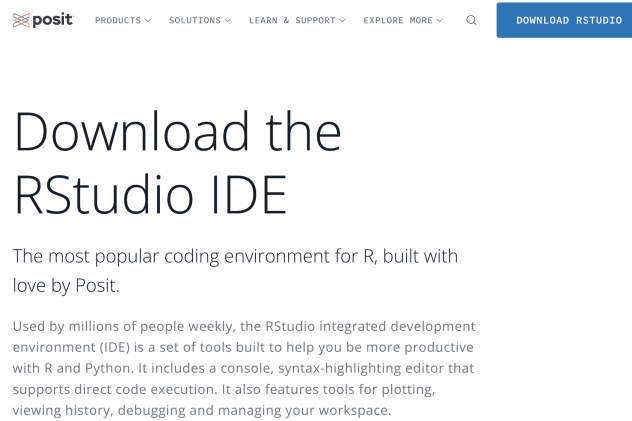 posit
PRODUCTS SOLUTIONS LEARN & SUPPORT EXPLORE MORE DOWNLOAD RSTUDIO
Download the
RStudio IDE
The most popular coding environment for R, built with
love by Posit.
Used by millions of people weekly, the RStudio integrated development
environment (IDE) is a set of tools built to help you be more productive
with R and Python. It includes a console, syntax-highlighting editor that
supports direct code execution. It also features tools for plotting,
viewing history, debugging and managing your workspace.